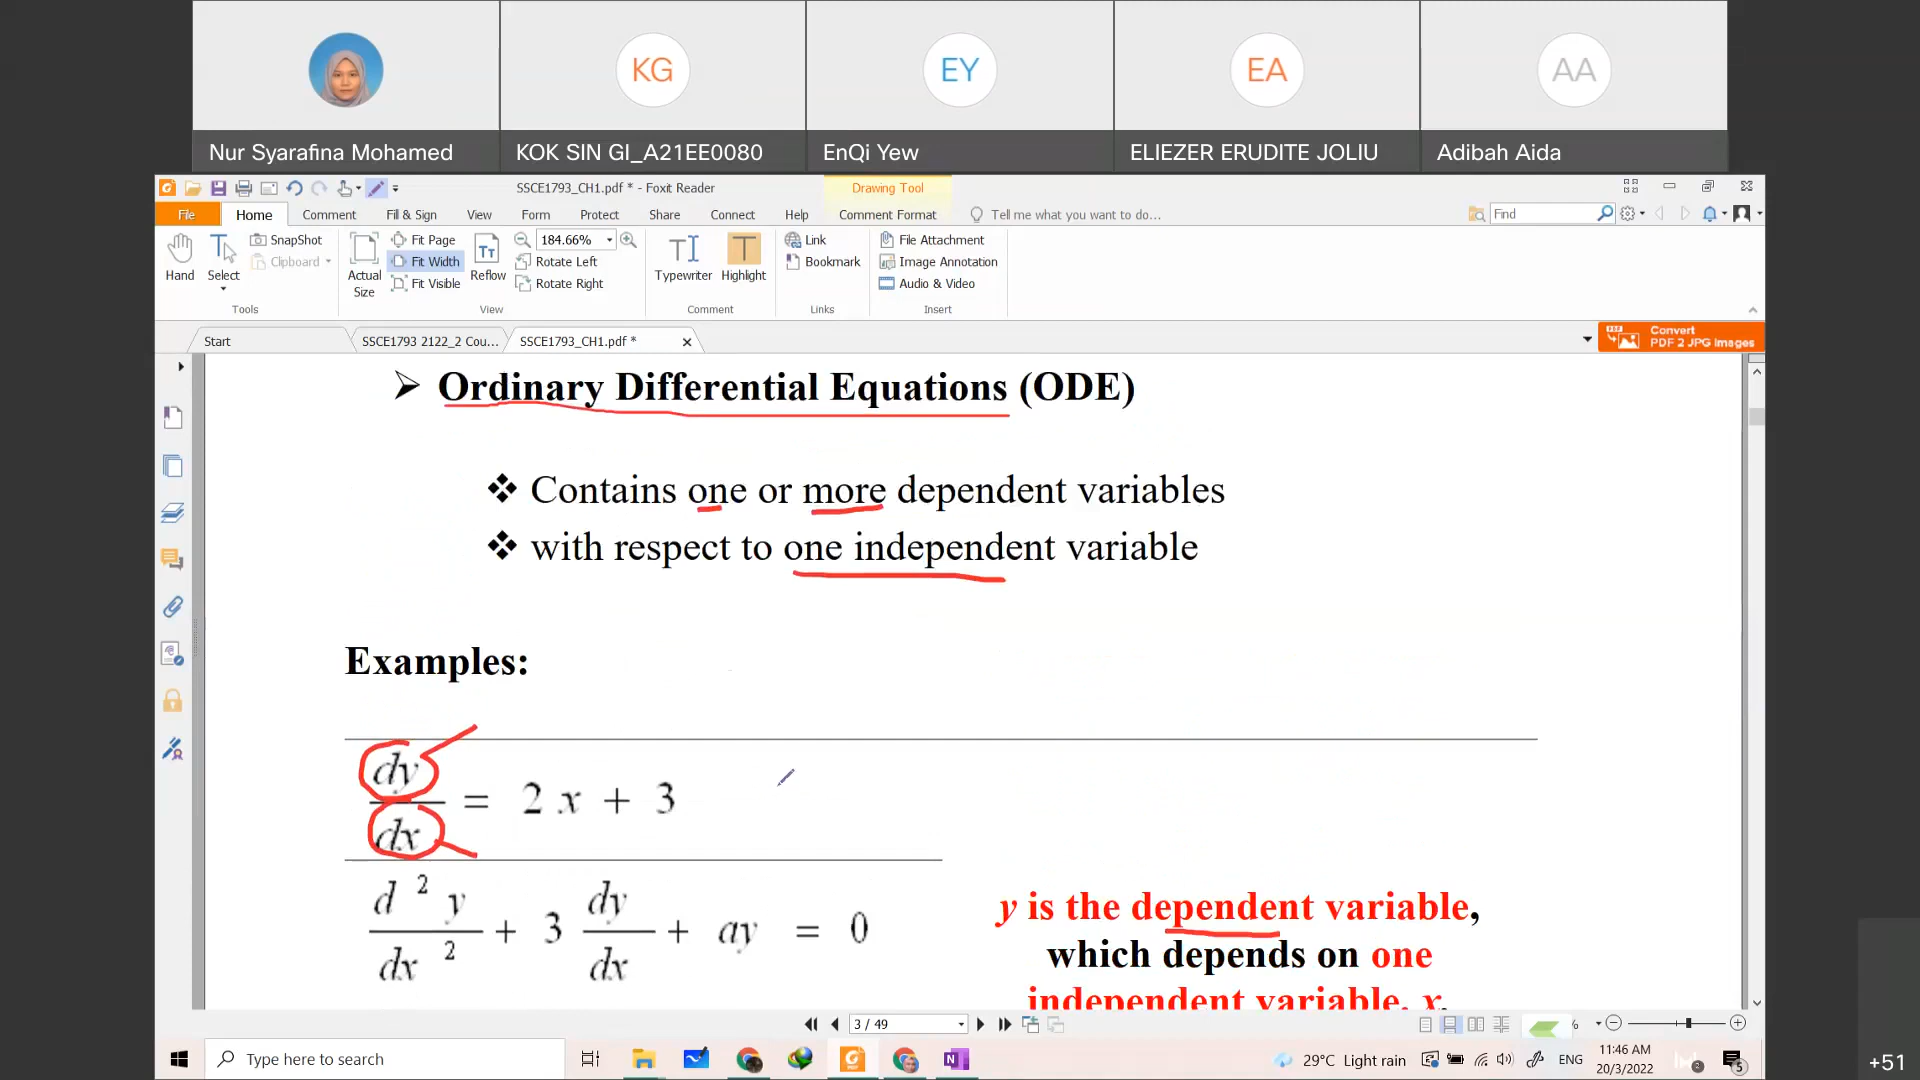 KG
EY
EA
AA
Nur Syarafina Mohamed
KOK SIN GI_A21EE0080
EnQi Yew
ELIEZER ERUDITE JOLIU
Adibah Aida
SSCE1793_CH1.pdf * - Foxit Reader
Drawing Tool
File
Home
Comment
Fill & Sign
View
Form
Protect
Share
Connect
Help
Comment Format
Tell me what you want to do...
Find
Hand
Select
SnapShot
Clipboard
Tools
Actual Size
Fit Page
Fit Width
Fit Visible
Reflow
184.66%
Rotate Left
Rotate Right
View
Typewriter
Highlight
Comment
Link
Bookmark
Links
File Attachment
Image Annotation
Audio & Video
Insert
Start
SSCE1793 2122_2 Cou...
SSCE1793_CH1.pdf *
Convert
PDF 2 JPG Images
➢ Ordinary Differential Equations (ODE)
❖ Contains one or more dependent variables
❖ with respect to one independent variable
Examples:
dy/dx = 2x + 3
d²y/dx² + 3 dy/dx + ay = 0
y is the dependent variable,
which depends on one
independent variable, x.
3 / 49
Type here to search
29°C Light rain
ENG
11:46 AM
20/3/2022
2
5
+51